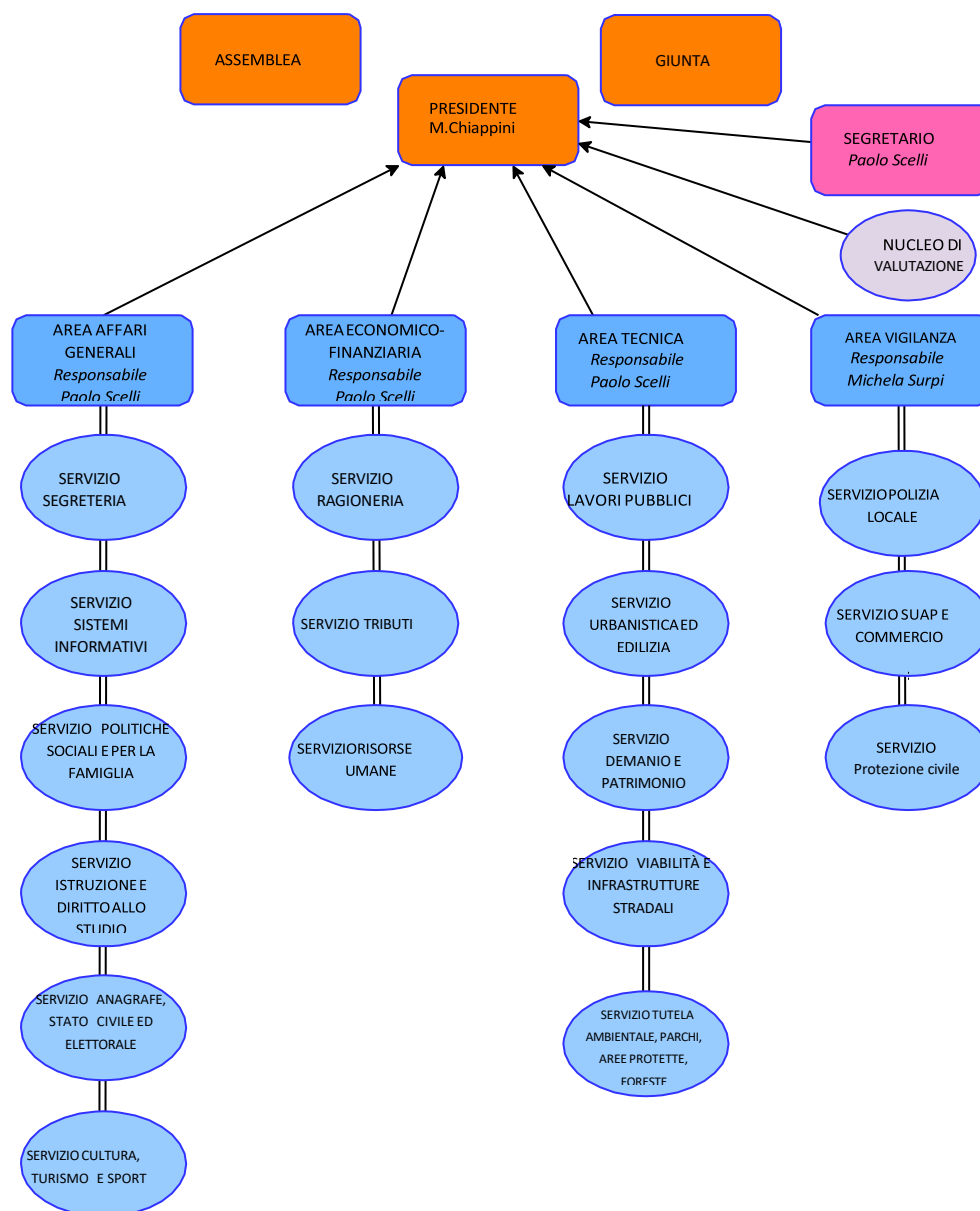 ASSEMBLEA
GIUNTA
PRESIDENTE
M.Chiappini
SEGRETARIO
Paolo Scelli
NUCLEO DI
VALUTAZIONE
AREA AFFARI
GENERALI
Responsabile
Paolo Scelli
AREA ECONOMICO-
FINANZIARIA
Responsabile
Paolo Scelli
AREA TECNICA
Responsabile
Paolo Scelli
AREA VIGILANZA
Responsabile
Michela Surpi
SERVIZIO
SEGRETERIA
SERVIZIO
SISTEMI
INFORMATIVI
SERVIZIO POLITICHE
SOCIALI E PER LA
FAMIGLIA
SERVIZIO
ISTRUZIONE E
DIRITTO ALLO
STUDIO
SERVIZIO ANAGRAFE,
STATO CIVILE ED
ELETTORALE
SERVIZIO CULTURA,
TURISMO E SPORT
SERVIZIO
RAGIONERIA
SERVIZIO TRIBUTI
SERVIZIO RISORSE
UMANE
SERVIZIO
LAVORI PUBBLICI
SERVIZIO
URBANISTICA ED
EDILIZIA
SERVIZIO
DEMANIO E
PATRIMONIO
SERVIZIO VIABILITÀ E
INFRASTRUTTURE
STRADALI
SERVIZIO TUTELA
AMBIENTALE, PARCHI,
AREE PROTETTE,
FORESTE
SERVIZIO POLIZIA
LOCALE
SERVIZIO SUAP E
COMMERCIO
SERVIZIO
Protezione civile